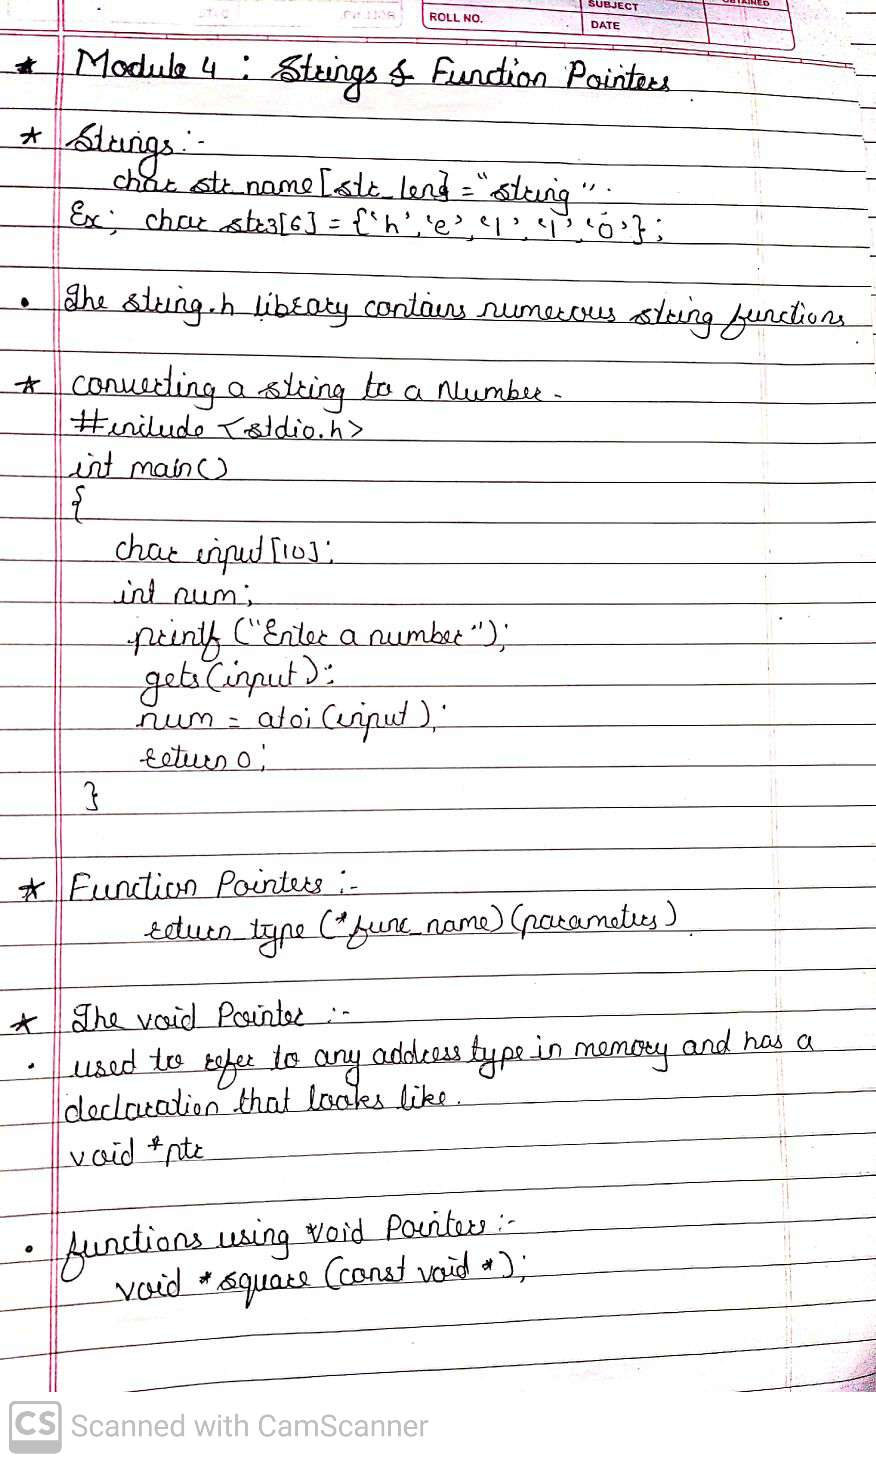 SUBJECT
OBTAINED
ROLL NO.
DATE
* Module 4 : Strings & Function Pointers
* Strings :-
char str_name[str_len] = "string".
Ex; char str3[6] = {'h','e','l','l','o'};
• The string.h library contains numerous string functions
* converting a string to a Number.
#include <stdio.h>
int main()
{
char input[10];
int num;
printf ("Enter a number");
gets(input);
num = atoi(input);
return 0;
}
* Function Pointers :-
return_type (*func_name)(parameters)
* The void Pointer :-
• used to refer to any address type in memory and has a
declaration that looks like.
void *ptr
• functions using void Pointers :-
void *square (const void *);
CS Scanned with CamScanner